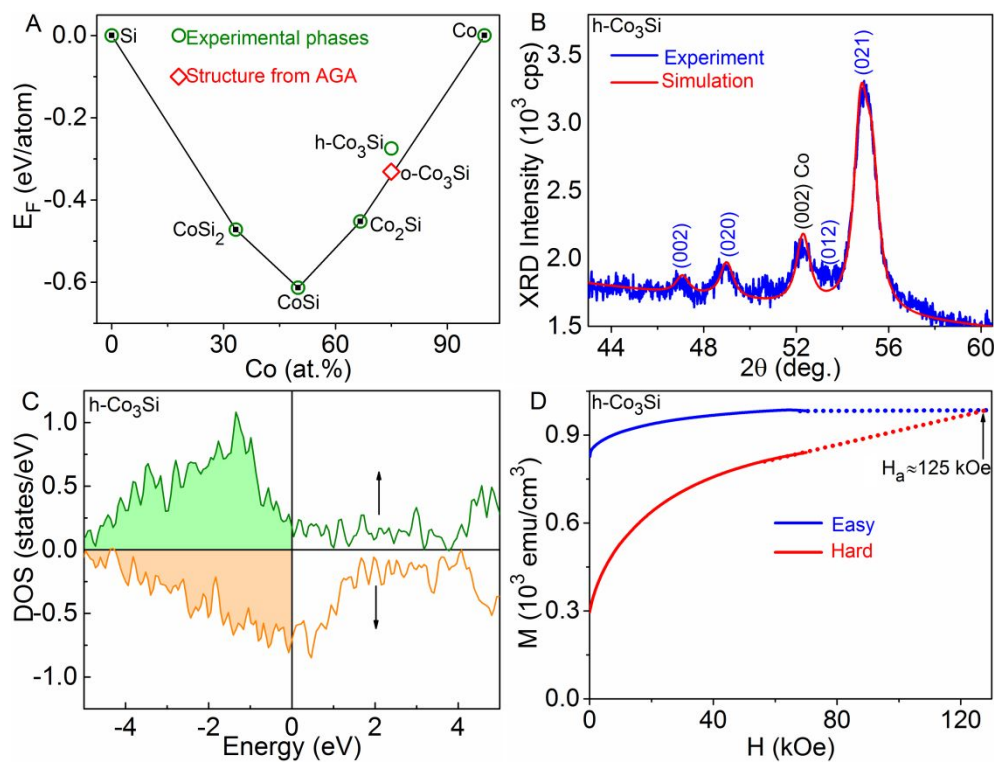 A
Si
Experimental phases
Structure from AGA
Co
h-Co₃Si
o-Co₃Si
CoSi₂
Co₂Si
CoSi
0.0
-0.2
-0.4
-0.6
E_F (eV/atom)
0 30 60 90
Co (at.%)
B
h-Co₃Si
Experiment
Simulation
(002)
(020)
(002) Co
(012)
(021)
3.5
3.0
2.5
2.0
1.5
XRD Intensity (10³ cps)
44 48 52 56 60
2θ (deg.)
C
h-Co₃Si
1.0
0.5
0.0
-0.5
-1.0
DOS (states/eV)
-4 -2 0 2 4
Energy (eV)
D
h-Co₃Si
Hₐ≈125 kOe
Easy
Hard
0.9
0.6
0.3
0.0
M (10³ emu/cm³)
0 40 80 120
H (kOe)